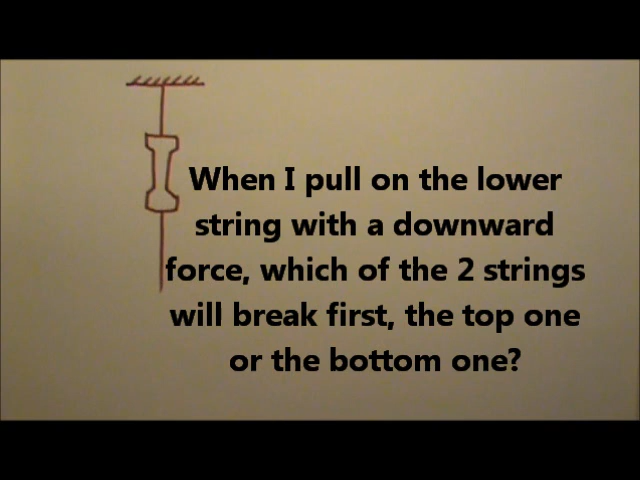 When I pull on the lower
string with a downward
force, which of the 2 strings
will break first, the top one
or the bottom one?